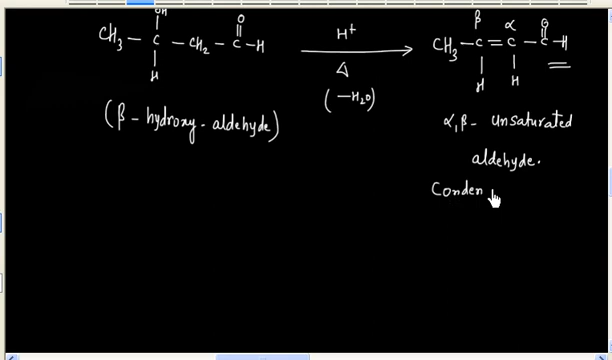 OH O β α O
CH3 - C - CH2 - C - H H+ CH3 - C = C - C - H
H Δ H H
(-H2O)
(β - hydroxy - aldehyde) α,β - unsaturated
aldehyde.
Conden